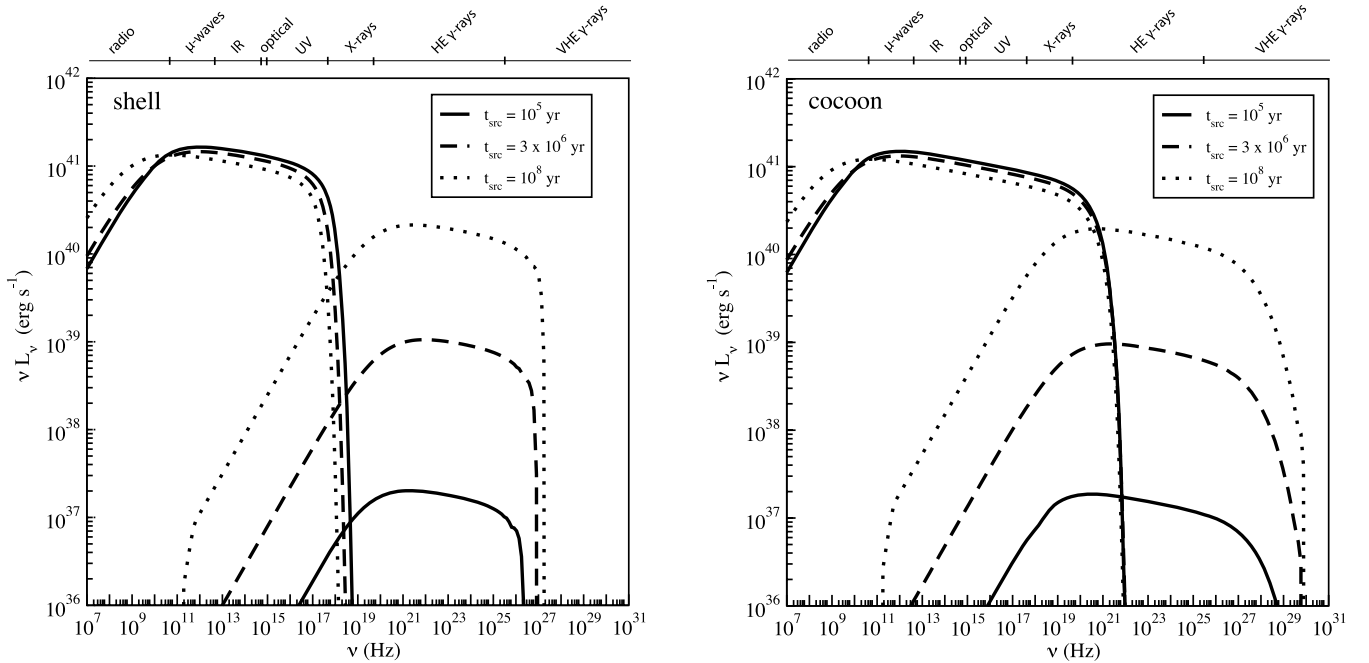 radio μ-waves IR optical UV X-rays HE γ-rays VHE γ-rays
shell
t_src = 10^5 yr
t_src = 3 x 10^6 yr
t_src = 10^8 yr
10^42
10^41
10^40
10^39
10^38
10^37
10^36
ν L_ν (erg s^-1)
10^7 10^9 10^11 10^13 10^15 10^17 10^19 10^21 10^23 10^25 10^27 10^29 10^31
ν (Hz)
radio μ-waves IR optical UV X-rays HE γ-rays VHE γ-rays
cocoon
t_src = 10^5 yr
t_src = 3 x 10^6 yr
t_src = 10^8 yr
10^42
10^41
10^40
10^39
10^38
10^37
10^36
ν L_ν (erg s^-1)
10^7 10^9 10^11 10^13 10^15 10^17 10^19 10^21 10^23 10^25 10^27 10^29 10^31
ν (Hz)